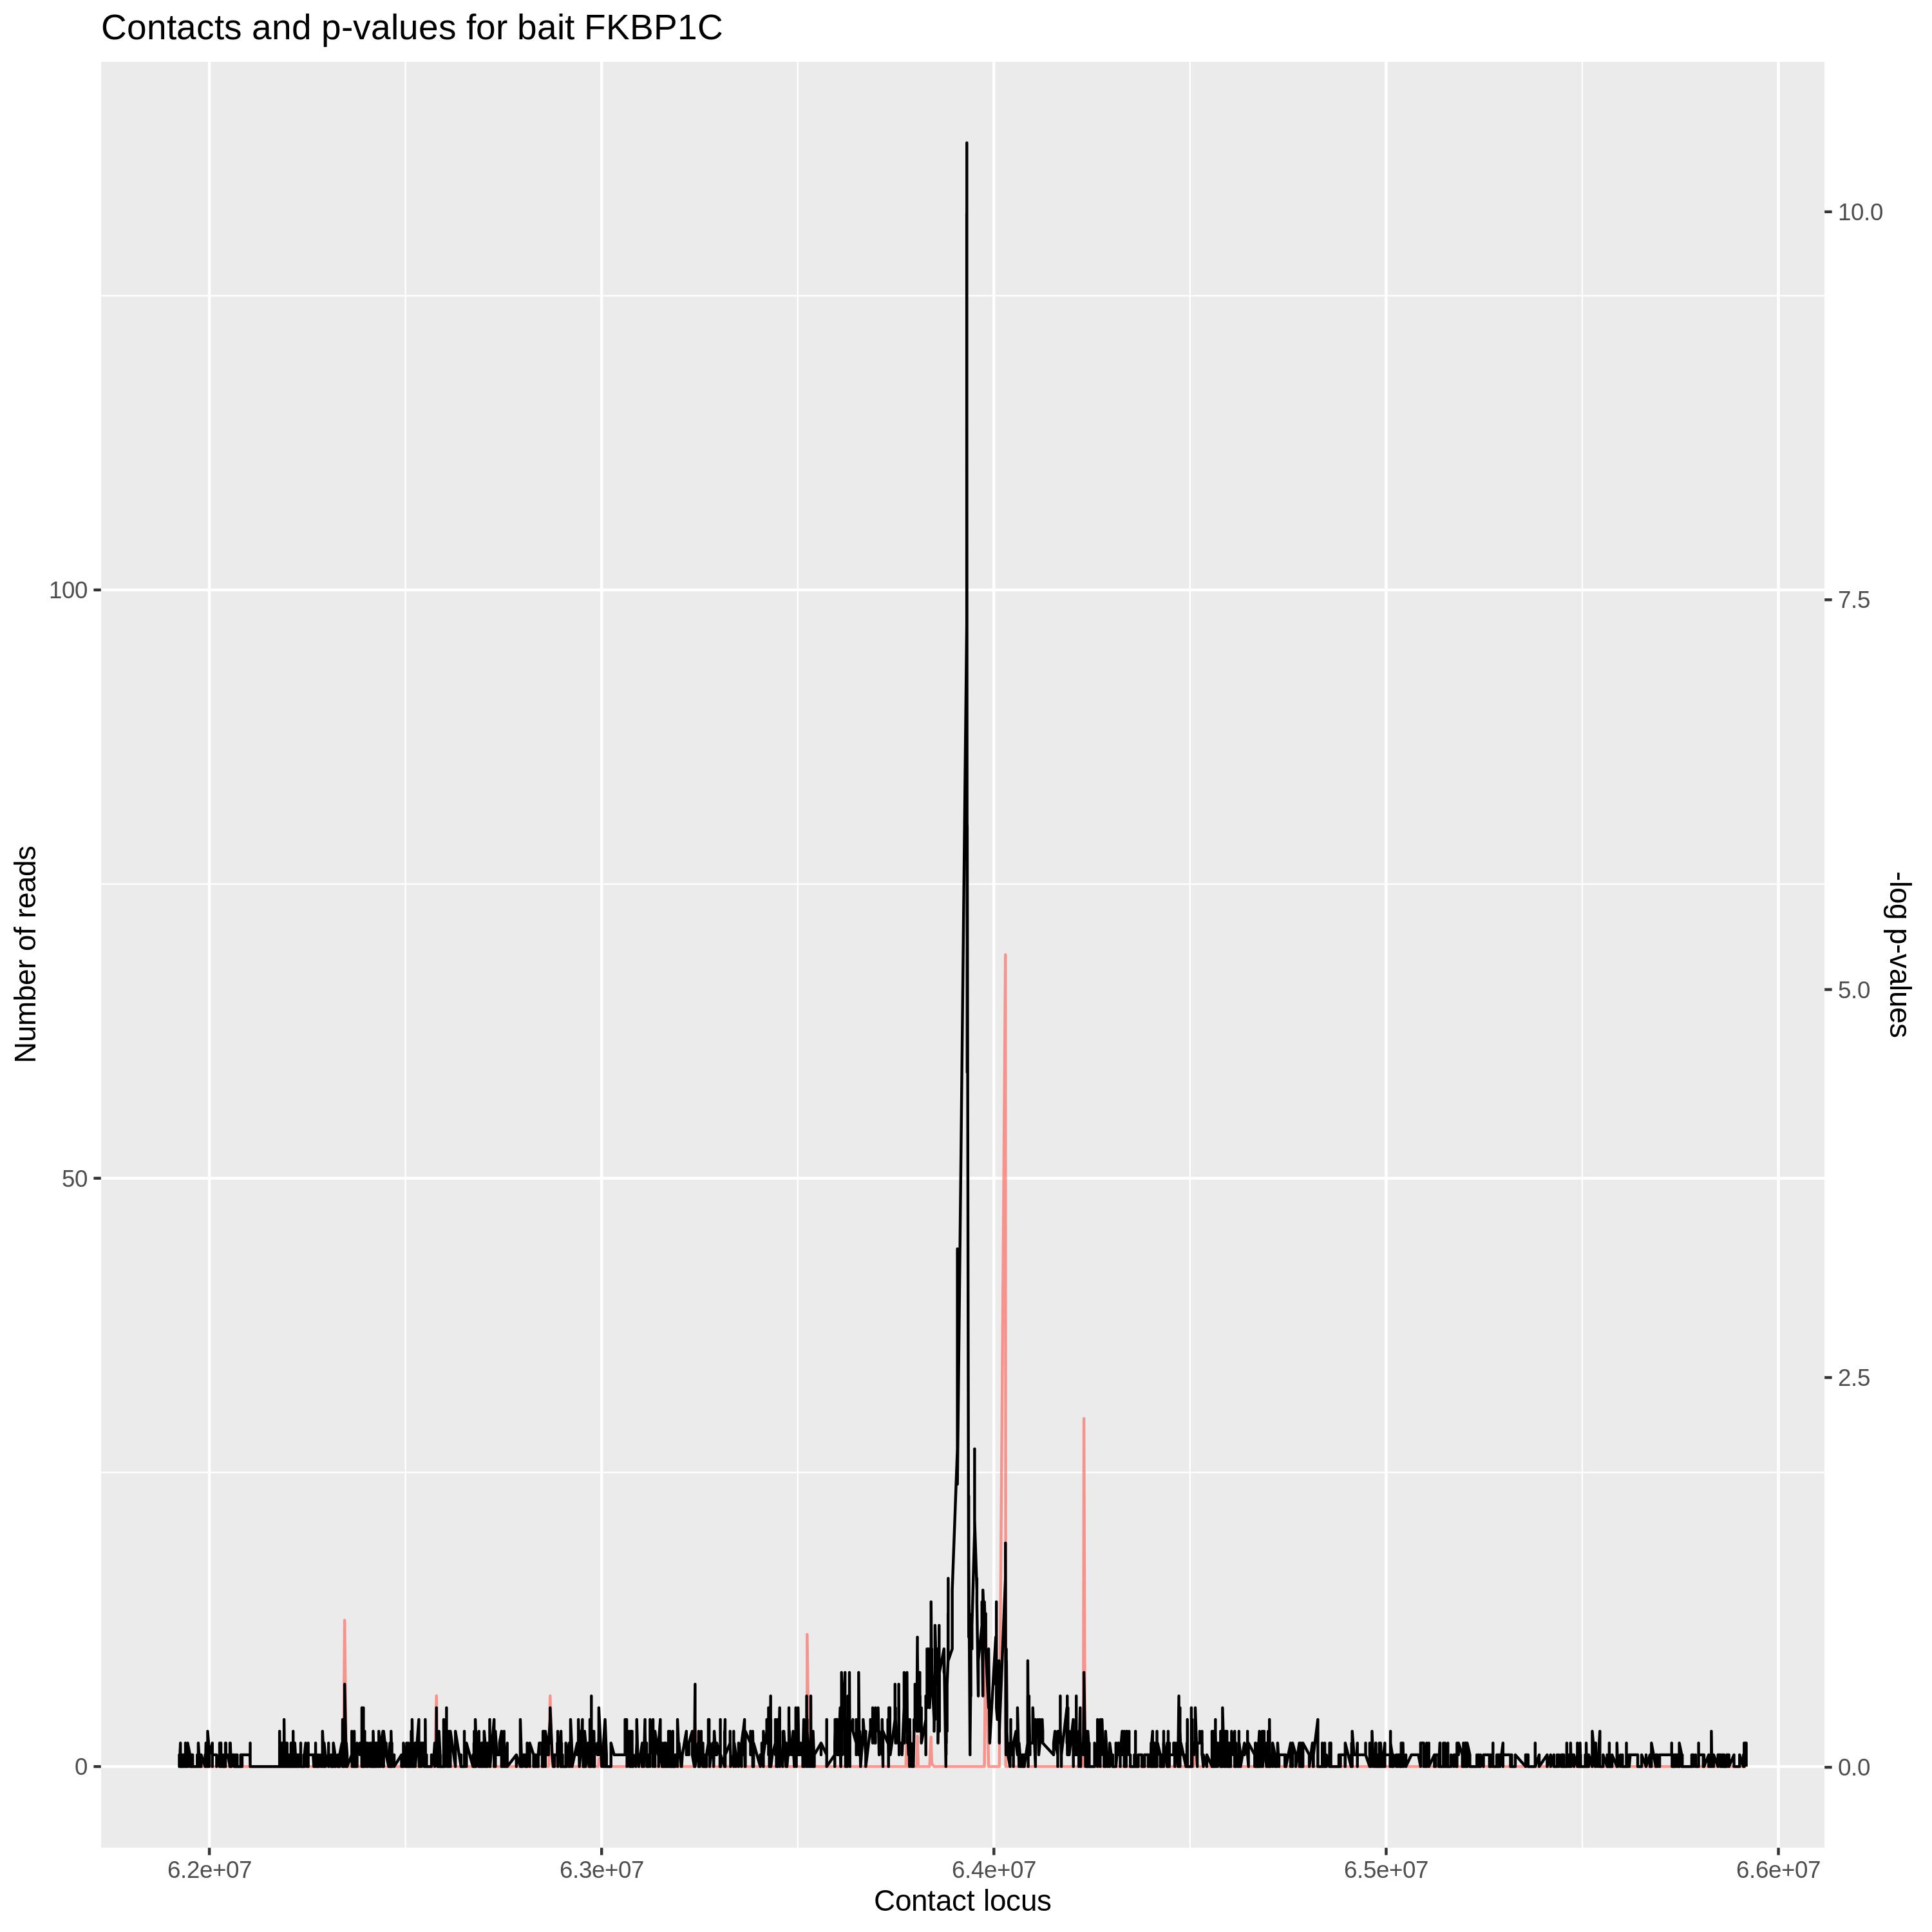 Contacts and p-values for bait FKBP1C
Number of reads
100
50
0
10.0
7.5
5.0
2.5
0.0
-log p-values
6.2e+07
6.3e+07
6.4e+07
6.5e+07
6.6e+07
Contact locus